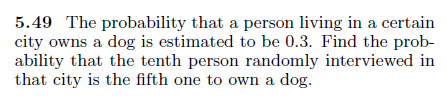 5.49 The probability that a person living in a certain
city owns a dog is estimated to be 0.3. Find the prob-
ability that the tenth person randomly interviewed in
that city is the fifth one to own a dog.